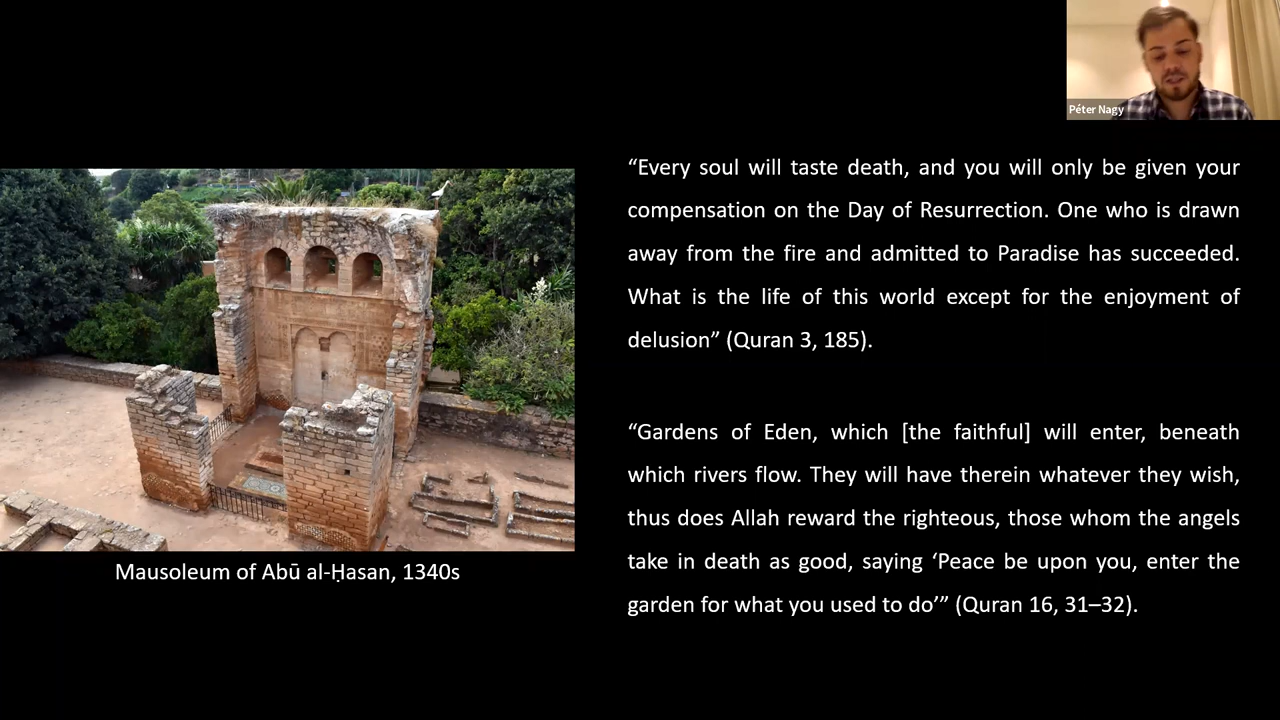 Péter Nagy
“Every soul will taste death, and you will only be given your
compensation on the Day of Resurrection. One who is drawn
away from the fire and admitted to Paradise has succeeded.
What is the life of this world except for the enjoyment of
delusion” (Quran 3, 185).
“Gardens of Eden, which [the faithful] will enter, beneath
which rivers flow. They will have therein whatever they wish,
thus does Allah reward the righteous, those whom the angels
take in death as good, saying ‘Peace be upon you, enter the
garden for what you used to do’” (Quran 16, 31–32).
Mausoleum of Abū al-Ḥasan, 1340s